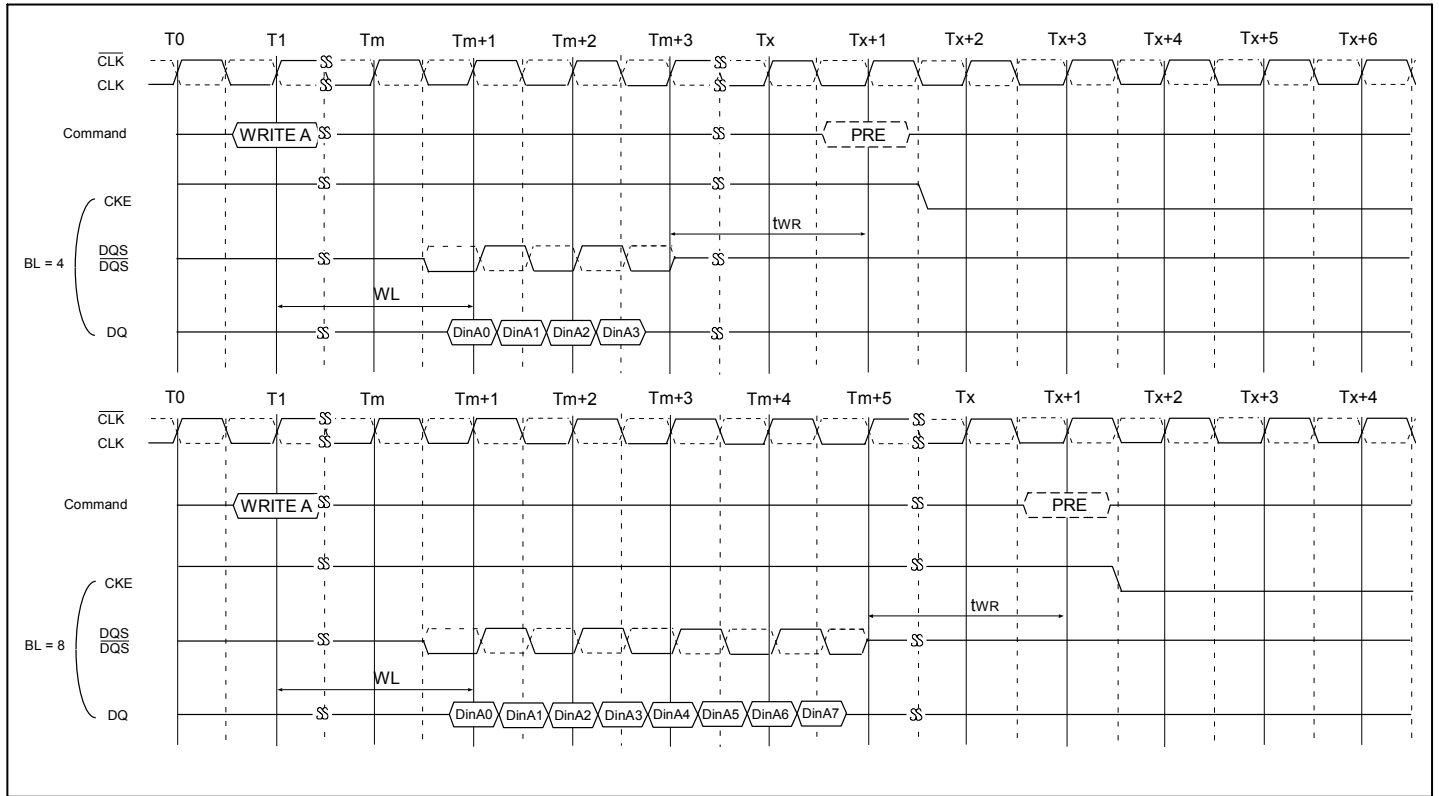 T0 T1 Tm Tm+1 Tm+2 Tm+3 Tx Tx+1 Tx+2 Tx+3 Tx+4 Tx+5 Tx+6
CLK
CLK
Command WRITE A PRE
CKE
tWR
BL = 4
DQS
DQS
WL
DQ DinA0 DinA1 DinA2 DinA3
T0 T1 Tm Tm+1 Tm+2 Tm+3 Tm+4 Tm+5 Tx Tx+1 Tx+2 Tx+3 Tx+4
CLK
CLK
Command WRITE A PRE
CKE
tWR
BL = 8
DQS
DQS
WL
DQ DinA0 DinA1 DinA2 DinA3 DinA4 DinA5 DinA6 DinA7